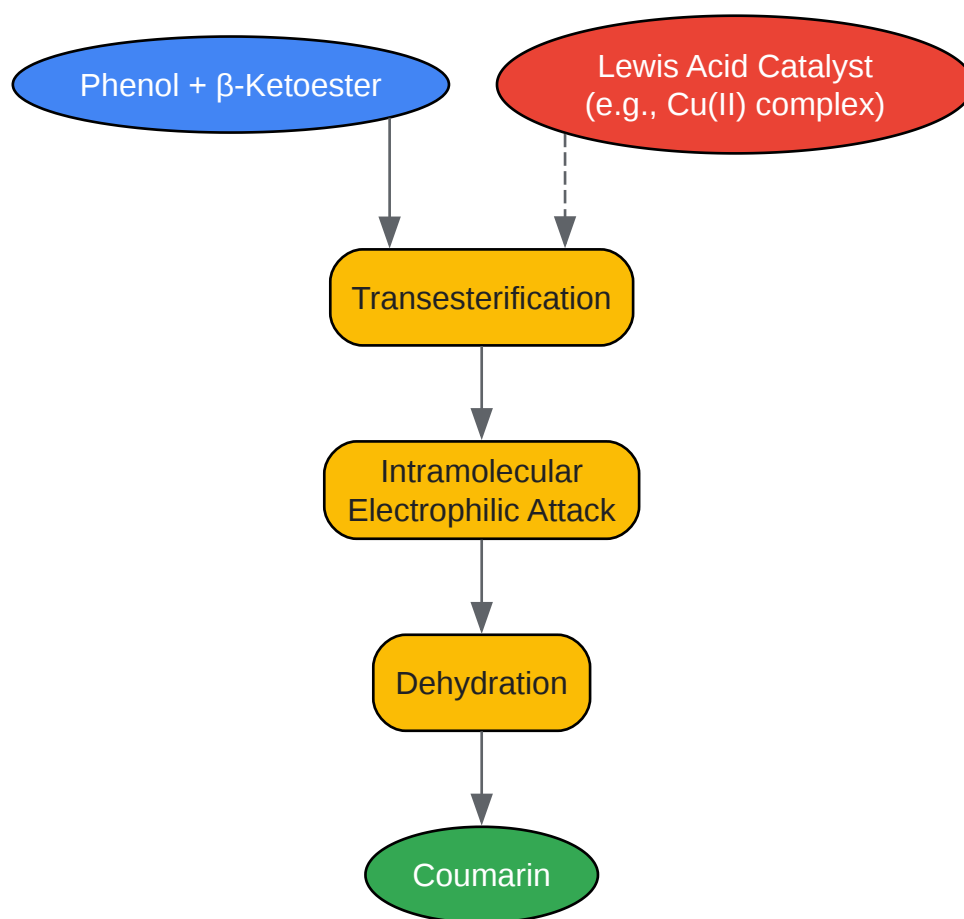 Phenol + β-Ketoester
Lewis Acid Catalyst
(e.g., Cu(II) complex)
Transesterification
Intramolecular
Electrophilic Attack
Dehydration
Coumarin